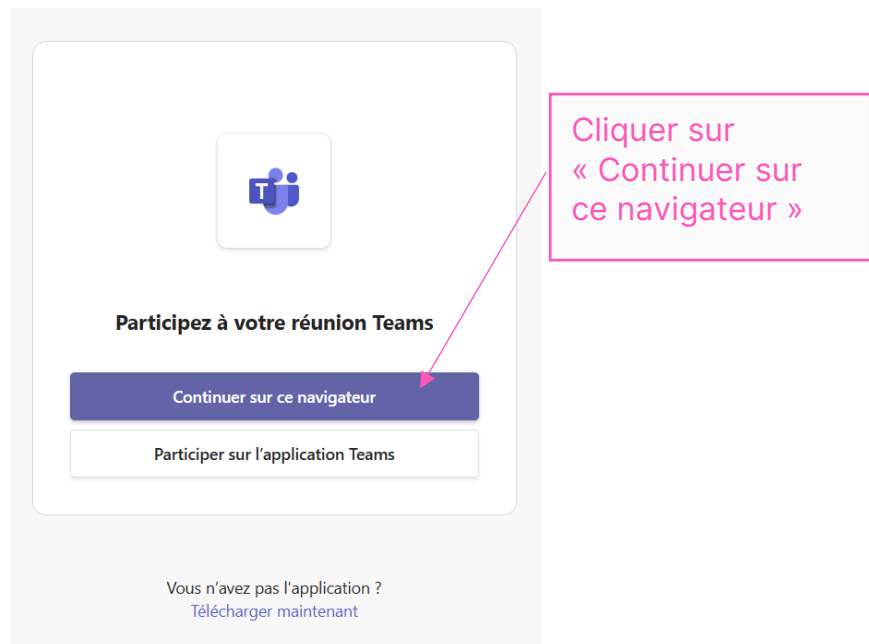 Cliquer sur
« Continuer sur
ce navigateur »
T
Participez à votre réunion Teams
Continuer sur ce navigateur
Participer sur l’application Teams
Vous n’avez pas l'application ?
Télécharger maintenant